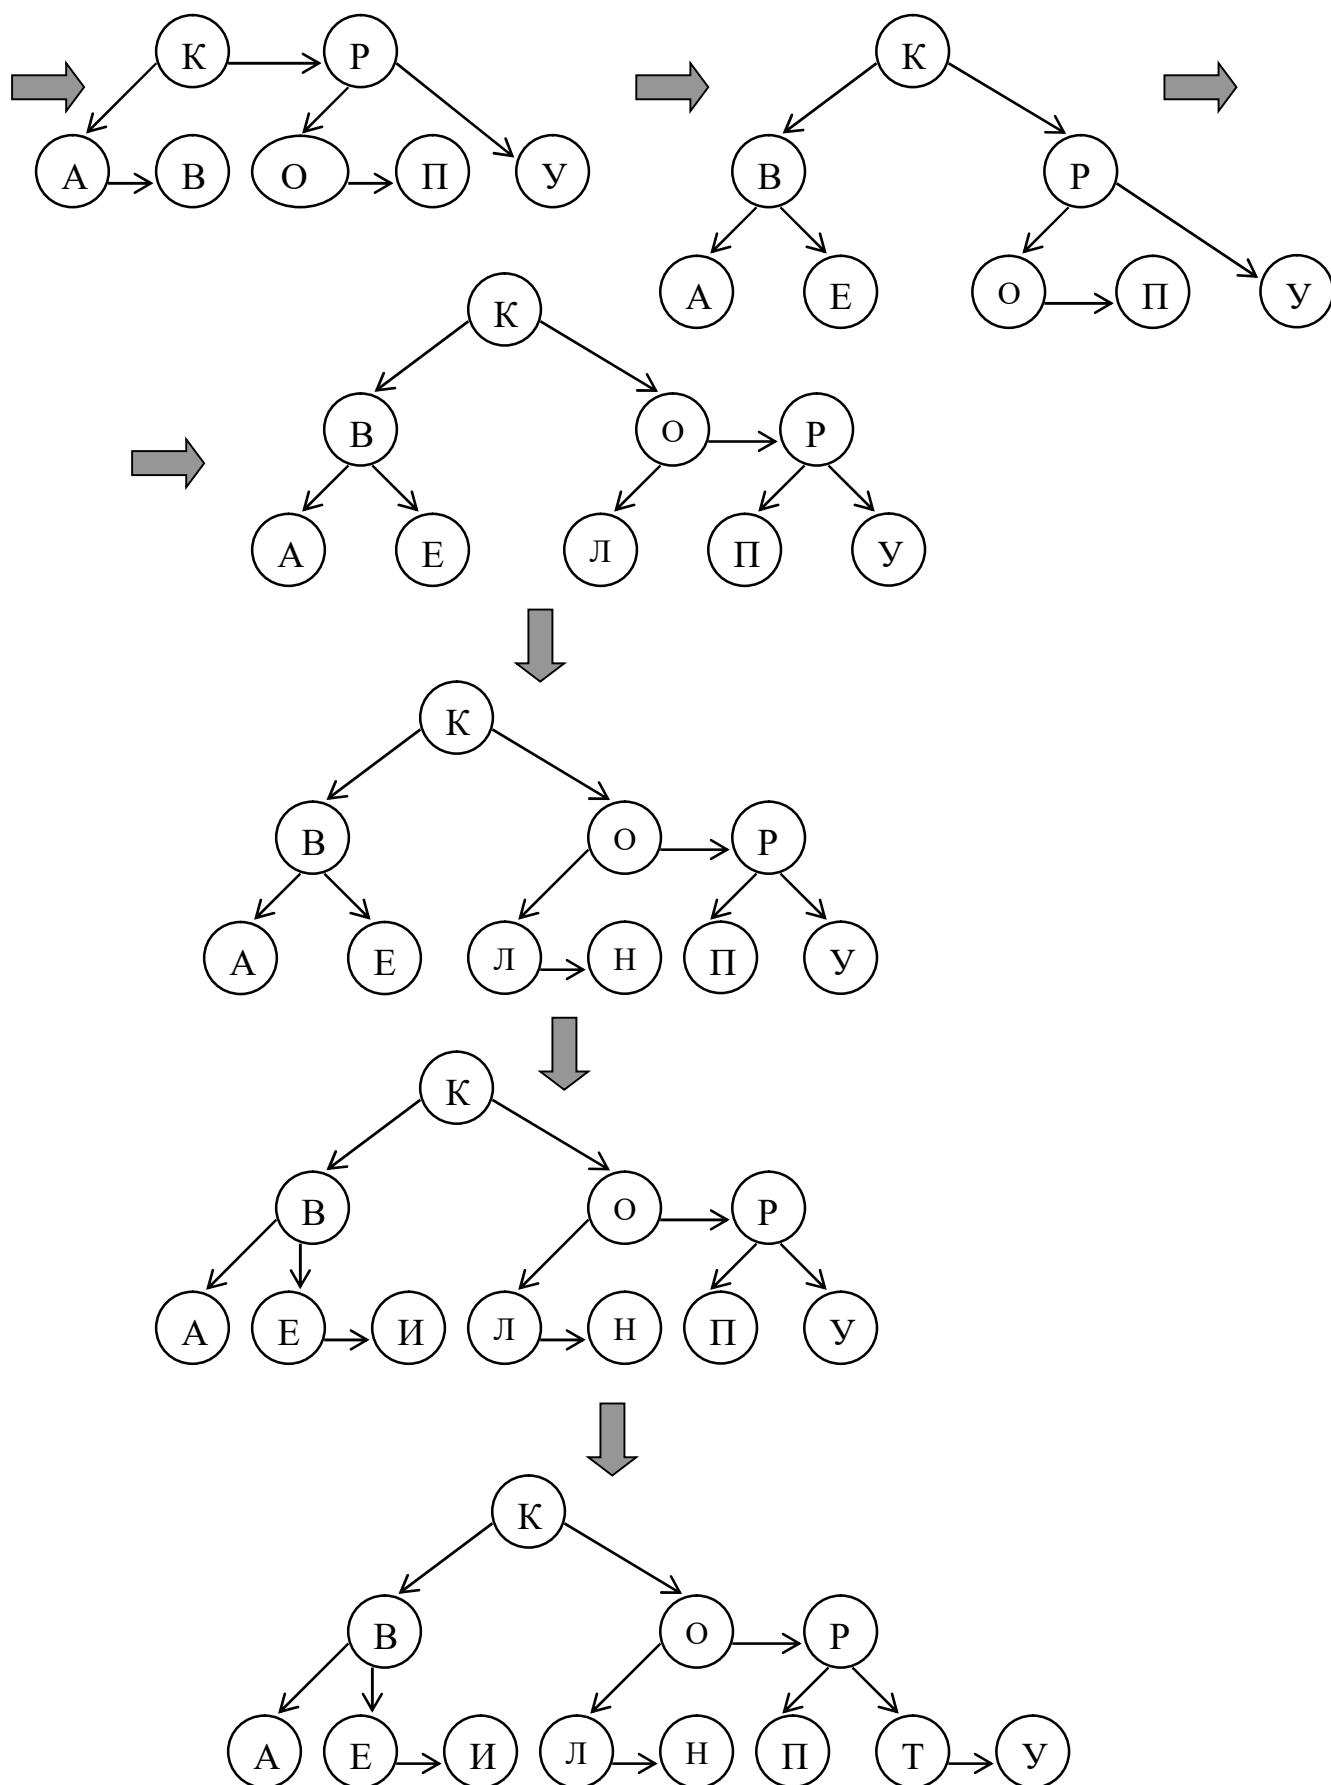 К Р
А В О П У
К
В Р
А Е О П У
К
В О Р
А Е Л П У
К
В О Р
А Е Л Н П У
К
В О Р
А Е И Л Н П У
К
В О Р
А Е И Л Н П Т У